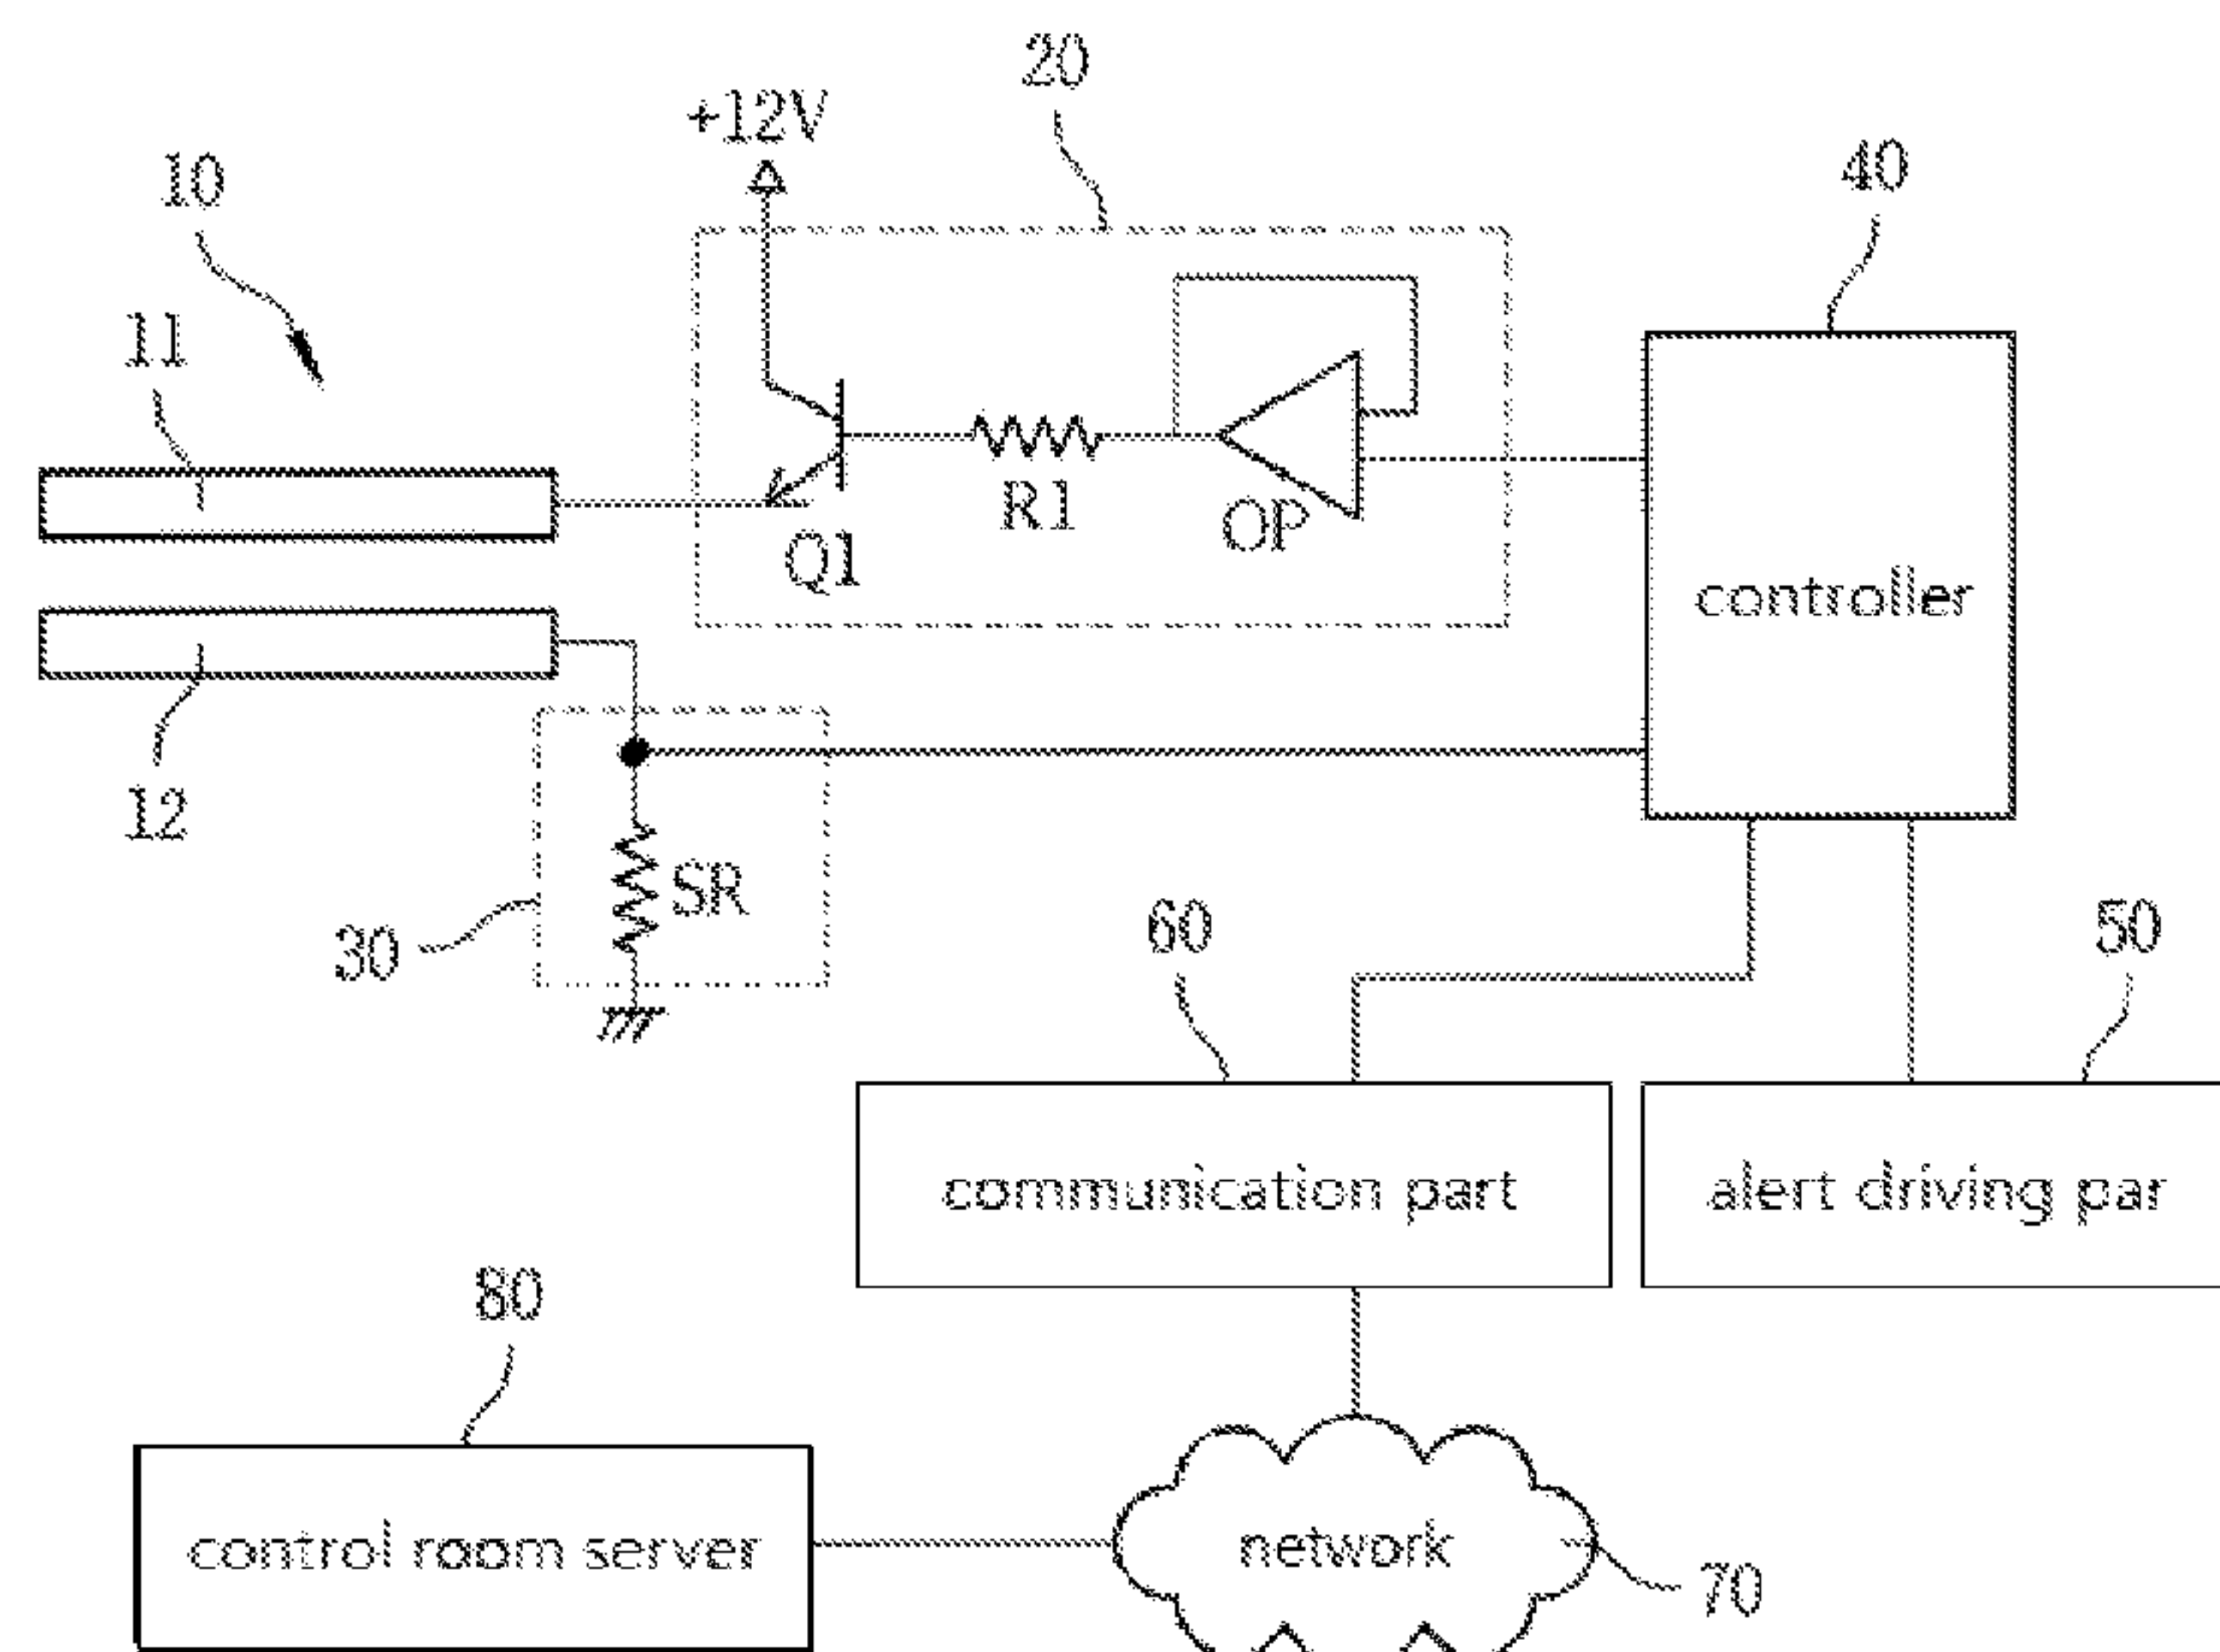 20
+12V
10
40
11
R1
OP
Q1
controller
12
SR
30
60
50
communication part
alert driving par
80
control room server
network
70